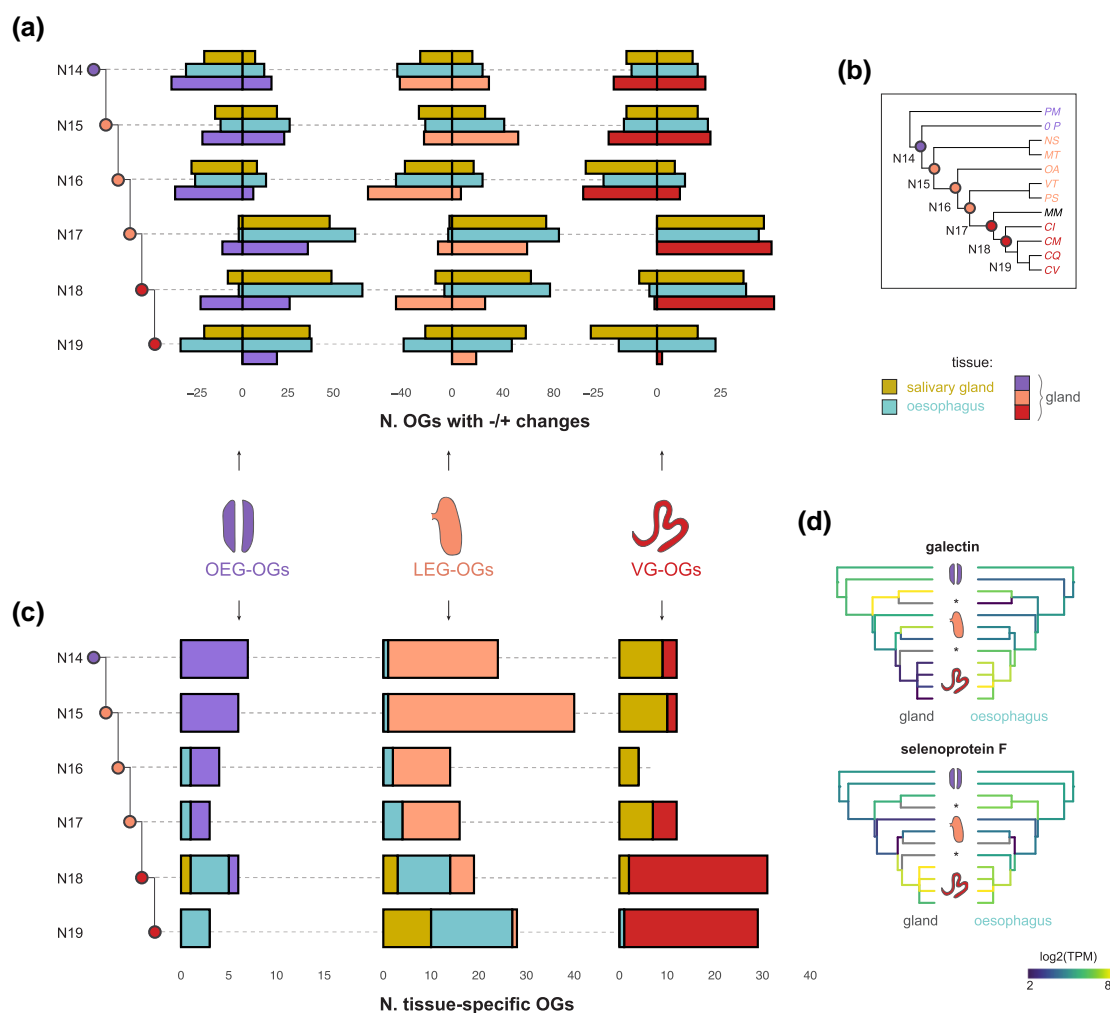 (a)
N14
N15
N16
N17
N18
N19
−25 0 25 50
−40 0 40 80
−25 0 25
N. OGs with -/+ changes
(b)
PM
0 P
NS
MT
OA
VT
PS
MM
CI
CM
CQ
CV
N14
N15
N16
N17
N18
N19
tissue:
salivary gland
oesophagus
gland
OEG-OGs
LEG-OGs
VG-OGs
(c)
N14
N15
N16
N17
N18
N19
0 5 10 15
0 10 20 30 40
0 10 20 30 40
N. tissue-specific OGs
(d)
galectin
*
*
gland oesophagus
selenoprotein F
*
*
gland oesophagus
log2(TPM)
2 8